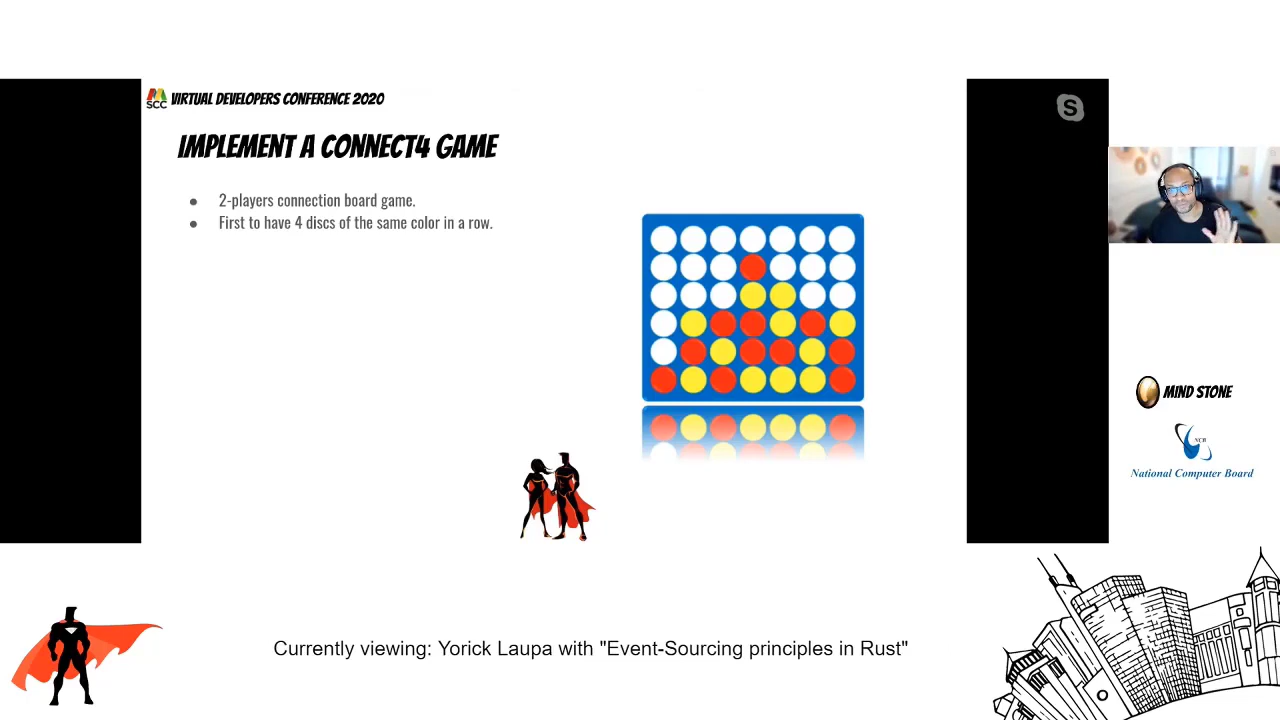 SCC VIRTUAL DEVELOPERS CONFERENCE 2020
IMPLEMENT A CONNECT4 GAME
● 2-players connection board game.
● First to have 4 discs of the same color in a row.
S
MIND STONE
NCB
National Computer Board
Currently viewing: Yorick Laupa with "Event-Sourcing principles in Rust"